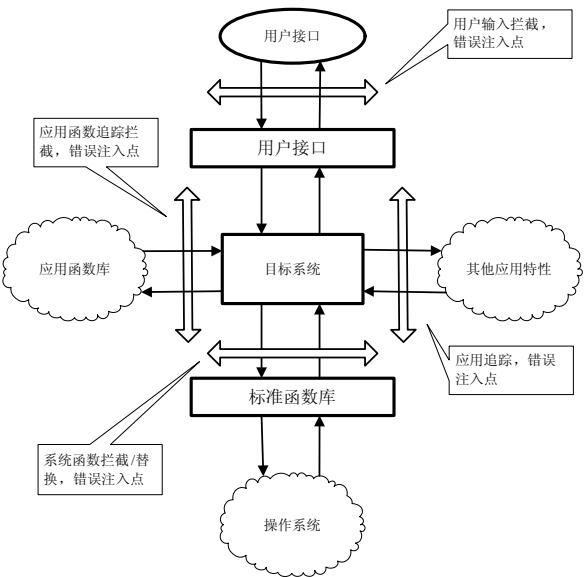 用户接口
用户输入拦截，
错误注入点
应用函数追踪拦
截，错误注入点
用户接口
应用函数库
目标系统
其他应用特性
应用追踪，错误
注入点
标准函数库
系统函数拦截/替
换，错误注入点
操作系统